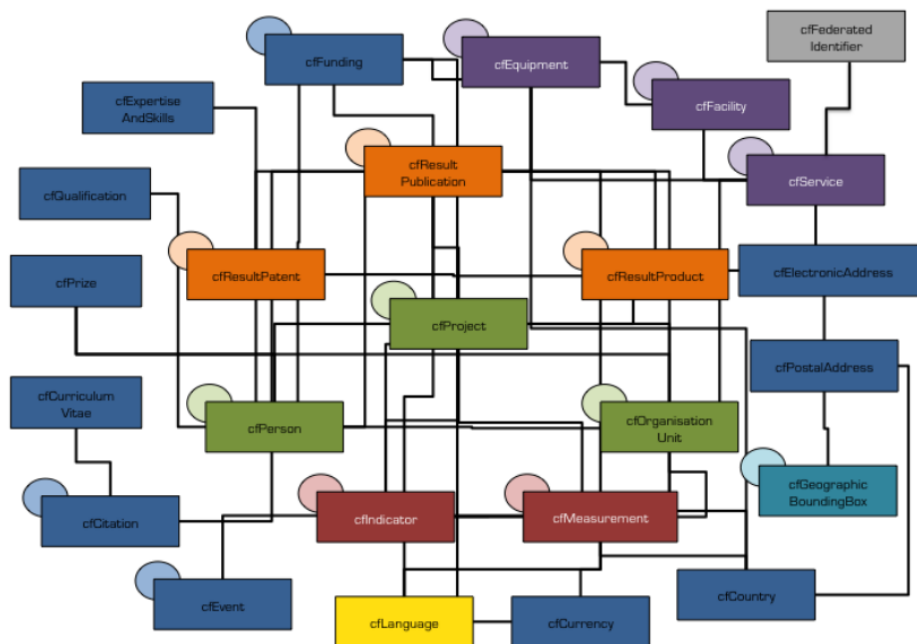 cfFederated
Identifier
cfFunding
cfEquipment
cfExpertise
AndSkills
cfFacility
cfResult
Publication
cfQualification
cfService
cfResultPatent
cfResultProduct
cfElectronicAddress
cfPrize
cfProject
cfPostalAddress
cfCurriculum
Vitae
cfPerson
cfOrganisation
Unit
cfGeographic
BoundingBox
cfCitation
cfIndicator
cfMeasurement
cfEvent
cfCountry
cfLanguage
cfCurrency